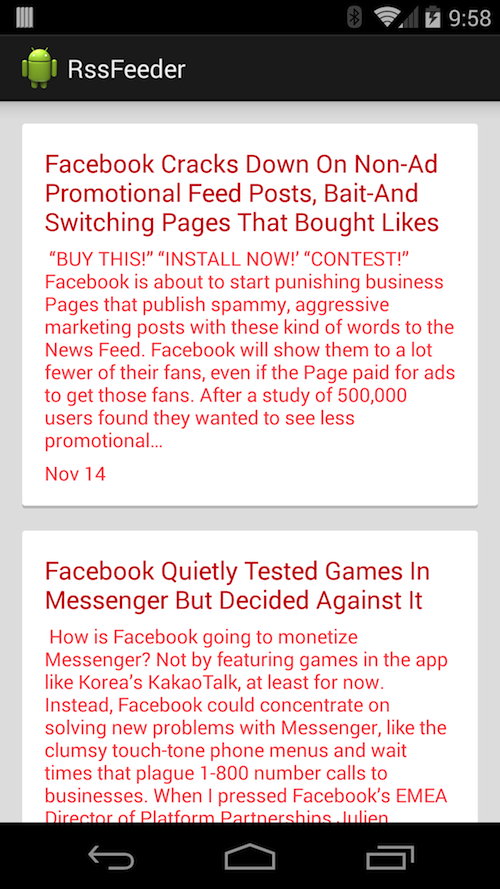 9:58
RssFeeder
Facebook Cracks Down On Non-Ad
Promotional Feed Posts, Bait-And
Switching Pages That Bought Likes
“BUY THIS!” “INSTALL NOW!’ “CONTEST!”
Facebook is about to start punishing business
Pages that publish spammy, aggressive
marketing posts with these kind of words to the
News Feed. Facebook will show them to a lot
fewer of their fans, even if the Page paid for ads
to get those fans. After a study of 500,000
users found they wanted to see less
promotional…
Nov 14
Facebook Quietly Tested Games In
Messenger But Decided Against It
How is Facebook going to monetize
Messenger? Not by featuring games in the app
like Korea’s KakaoTalk, at least for now.
Instead, Facebook could concentrate on
solving new problems with Messenger, like the
clumsy touch-tone phone menus and wait
times that plague 1-800 number calls to
businesses. When I pressed Facebook’s EMEA
Director of Platform Partnerships Julien